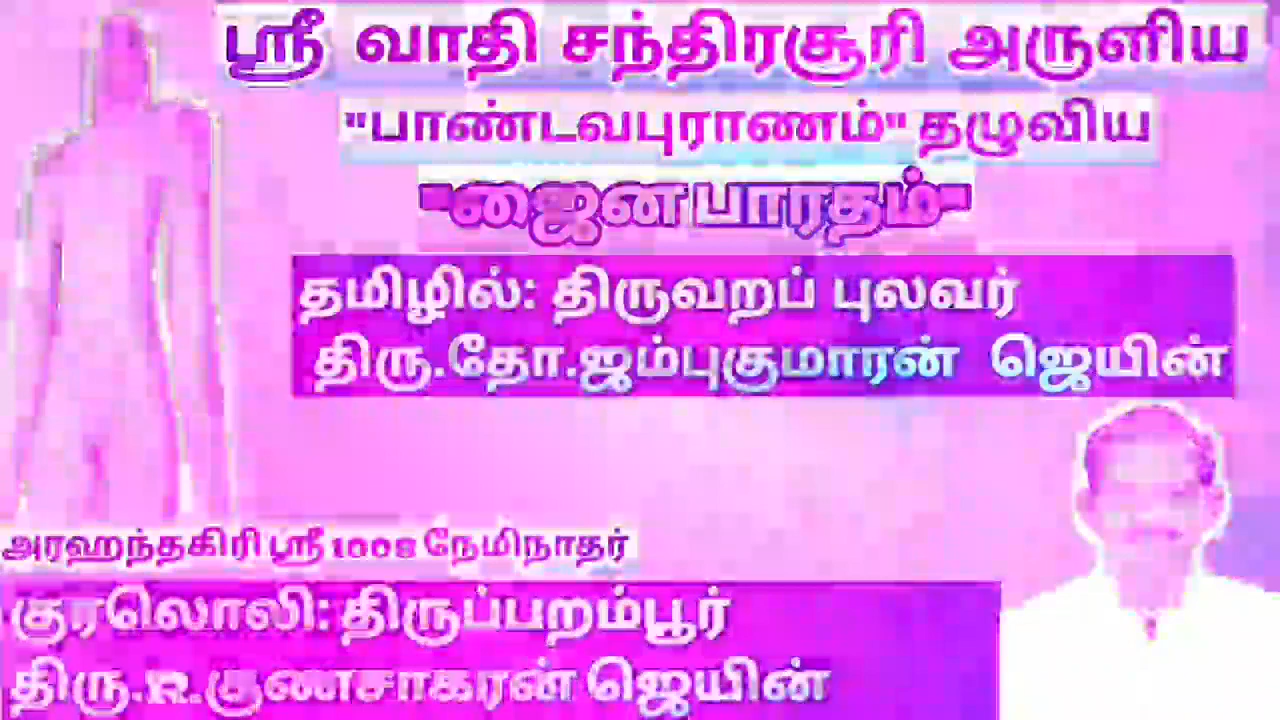 ஸ்ரீ வாதி சந்திரசூரி அருளிய
"பாண்டவபுராணம்" தழுவிய
"ஜைன பாரதம்"
தமிழில்: திருவறப் புலவர்
திரு.தோ.ஜம்புகுமாரன் ஜெயின்
அரஹந்தகிரி ஸ்ரீ 1008 நேமிநாதர்
குரலொலி: திருப்பறம்பூர்
திரு. குணசாகரன் ஜெயின்